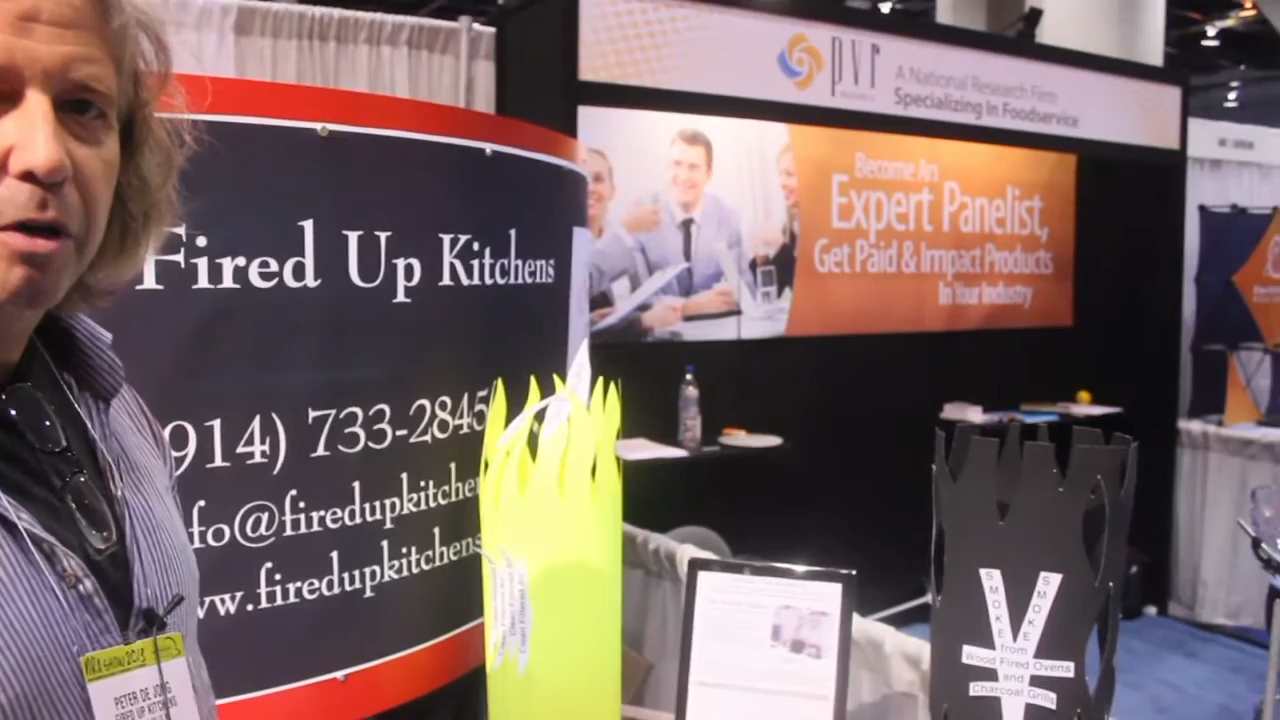 pvr
A National Research Firm
Specializing In Foodservice
Become An
Expert Panelist,
Get Paid & Impact Products
In Your Industry
Fired Up Kitchens
914) 733-2845
fo@firedupkitche
ww.firedupkitchens
SHOW 2013
PETER DE JONG
FIRED UP KITCHENS
SMOKE SMOKE
from
Wood Fired Ovens
and
Charcoal Grills